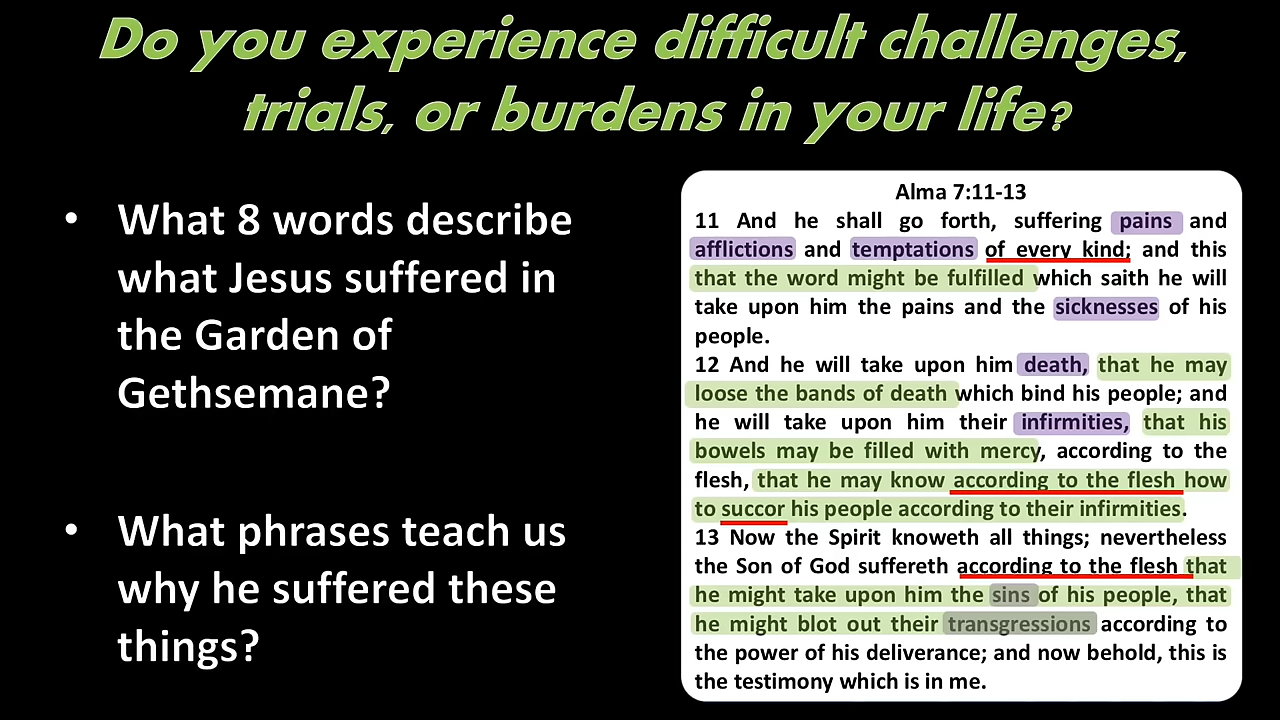 Do you experience difficult challenges,
trials, or burdens in your life?
• What 8 words describe
what Jesus suffered in
the Garden of
Gethsemane?
• What phrases teach us
why he suffered these
things?
Alma 7:11-13
11 And he shall go forth, suffering pains and
afflictions and temptations of every kind; and this
that the word might be fulfilled which saith he will
take upon him the pains and the sicknesses of his
people.
12 And he will take upon him death, that he may
loose the bands of death which bind his people; and
he will take upon him their infirmities, that his
bowels may be filled with mercy, according to the
flesh, that he may know according to the flesh how
to succor his people according to their infirmities.
13 Now the Spirit knoweth all things; nevertheless
the Son of God suffereth according to the flesh that
he might take upon him the sins of his people, that
he might blot out their transgressions according to
the power of his deliverance; and now behold, this is
the testimony which is in me.